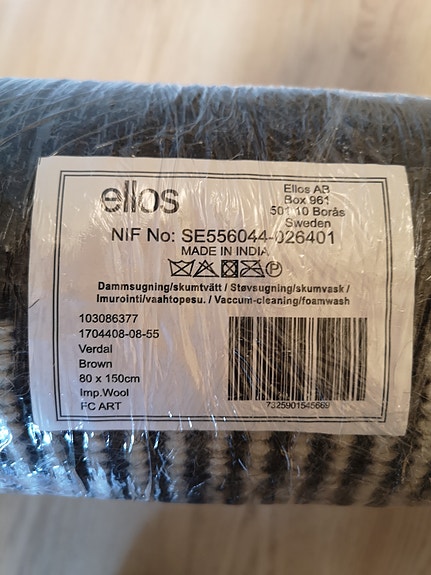 ellos
Ellos AB
Box 961
501 10 Borås
Sweden
NIF No: SE556044-026401
MADE IN INDIA
Dammsugning/skumtvätt / Støvsugning/skumvask /
Imurointi/vaahtopesu. / Vaccum-cleaning/foamwash
103086377
1704408-08-55
Verdal
Brown
80 x 150cm
Imp.Wool
FC ART
7325901545669